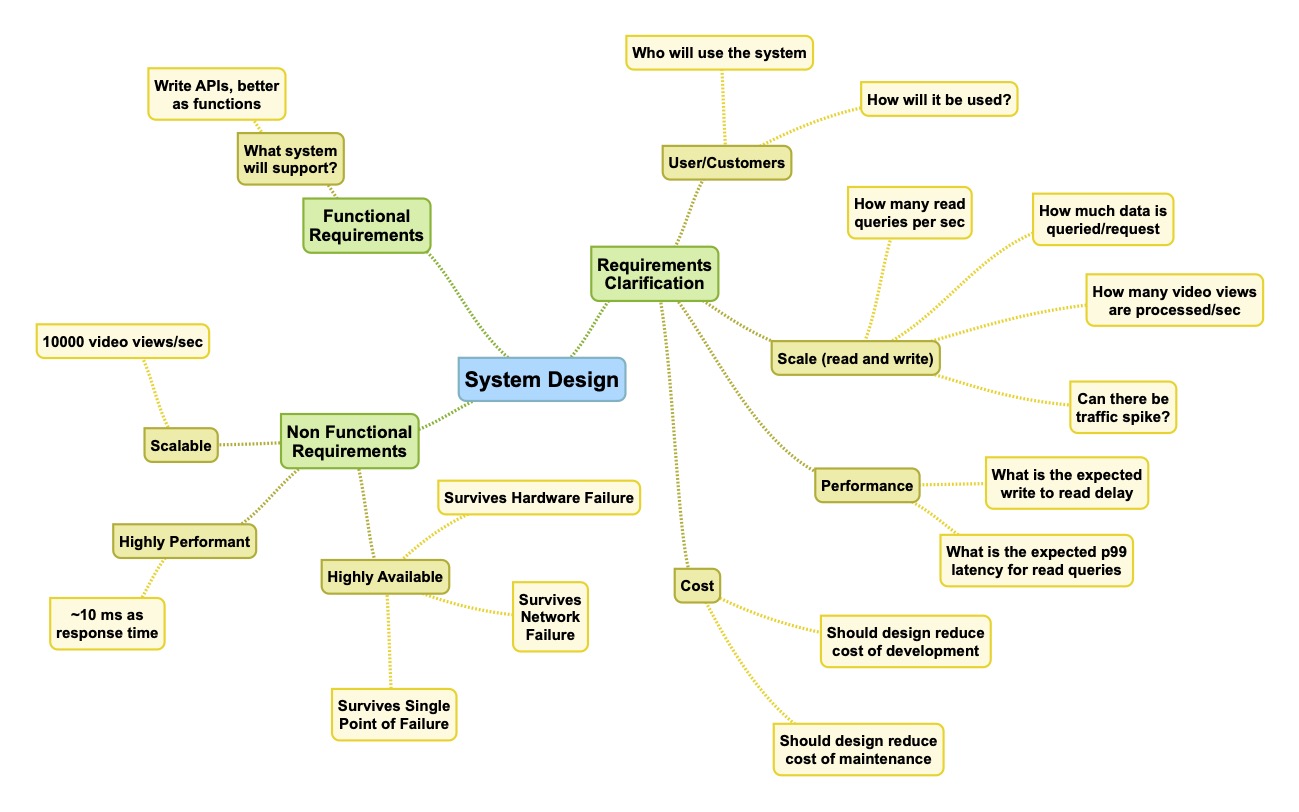 Who will use the system
Write APIs, better
as functions
How will it be used?
What system
will support?
User/Customers
Functional
Requirements
How many read
queries per sec
How much data is
queried/request
Requirements
Clarification
How many video views
are processed/sec
10000 video views/sec
Scale (read and write)
System Design
Can there be
traffic spike?
Scalable
Non Functional
Requirements
What is the expected
write to read delay
Performance
Survives Hardware Failure
Highly Performant
What is the expected p99
latency for read queries
Highly Available
Cost
~10 ms as
response time
Survives
Network
Failure
Should design reduce
cost of development
Survives Single
Point of Failure
Should design reduce
cost of maintenance